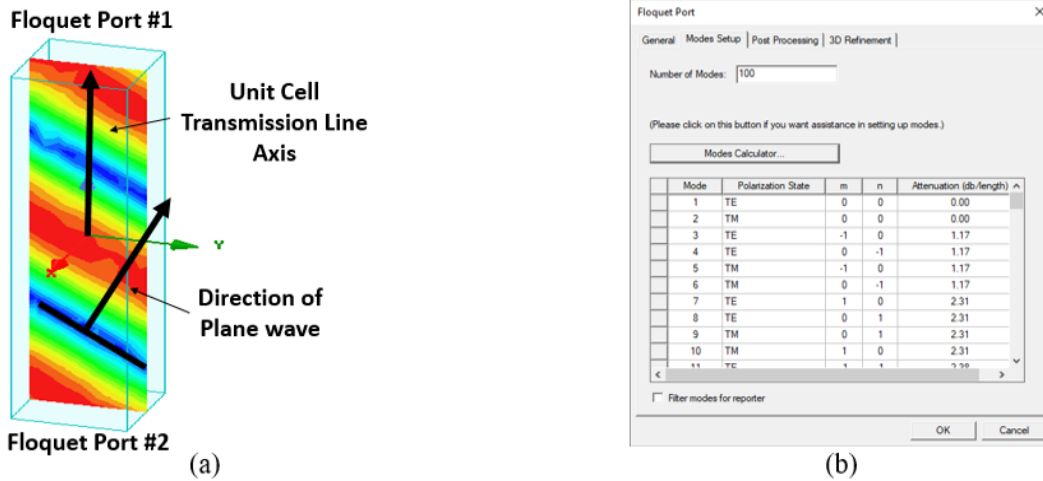 Floquet Port #1
Unit Cell
Transmission Line
Axis
Y
X
Direction of
Plane wave
Floquet Port #2
(a)
Floquet Port
General Modes Setup Post Processing 3D Refinement
Number of Modes: 100
(Please click on this button if you want assistance in setting up modes.)
Modes Calculator...
Mode Polarization State m n Attenuation (db/length)
1 TE 0 0 0.00
2 TM 0 0 0.00
3 TE -1 0 1.17
4 TE 0 -1 1.17
5 TM -1 0 1.17
6 TM 0 -1 1.17
7 TE 1 0 2.31
8 TE 0 1 2.31
9 TM 0 1 2.31
10 TM 1 0 2.31
Filter modes for reporter
OK Cancel
(b)